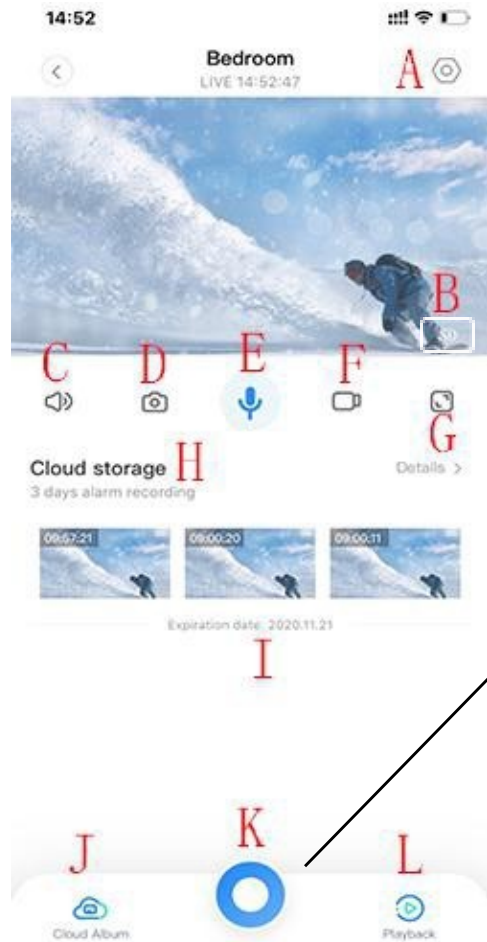 14:52
Bedroom
A
LIVE 14:52:47
B
C
D
E
F
G
Cloud storage H
Details >
3 days alarm recording
09:57:21
09:00:20
09:00:11
Expiration date: 2020.11.21
I
J
K
L
Cloud Album
Playback